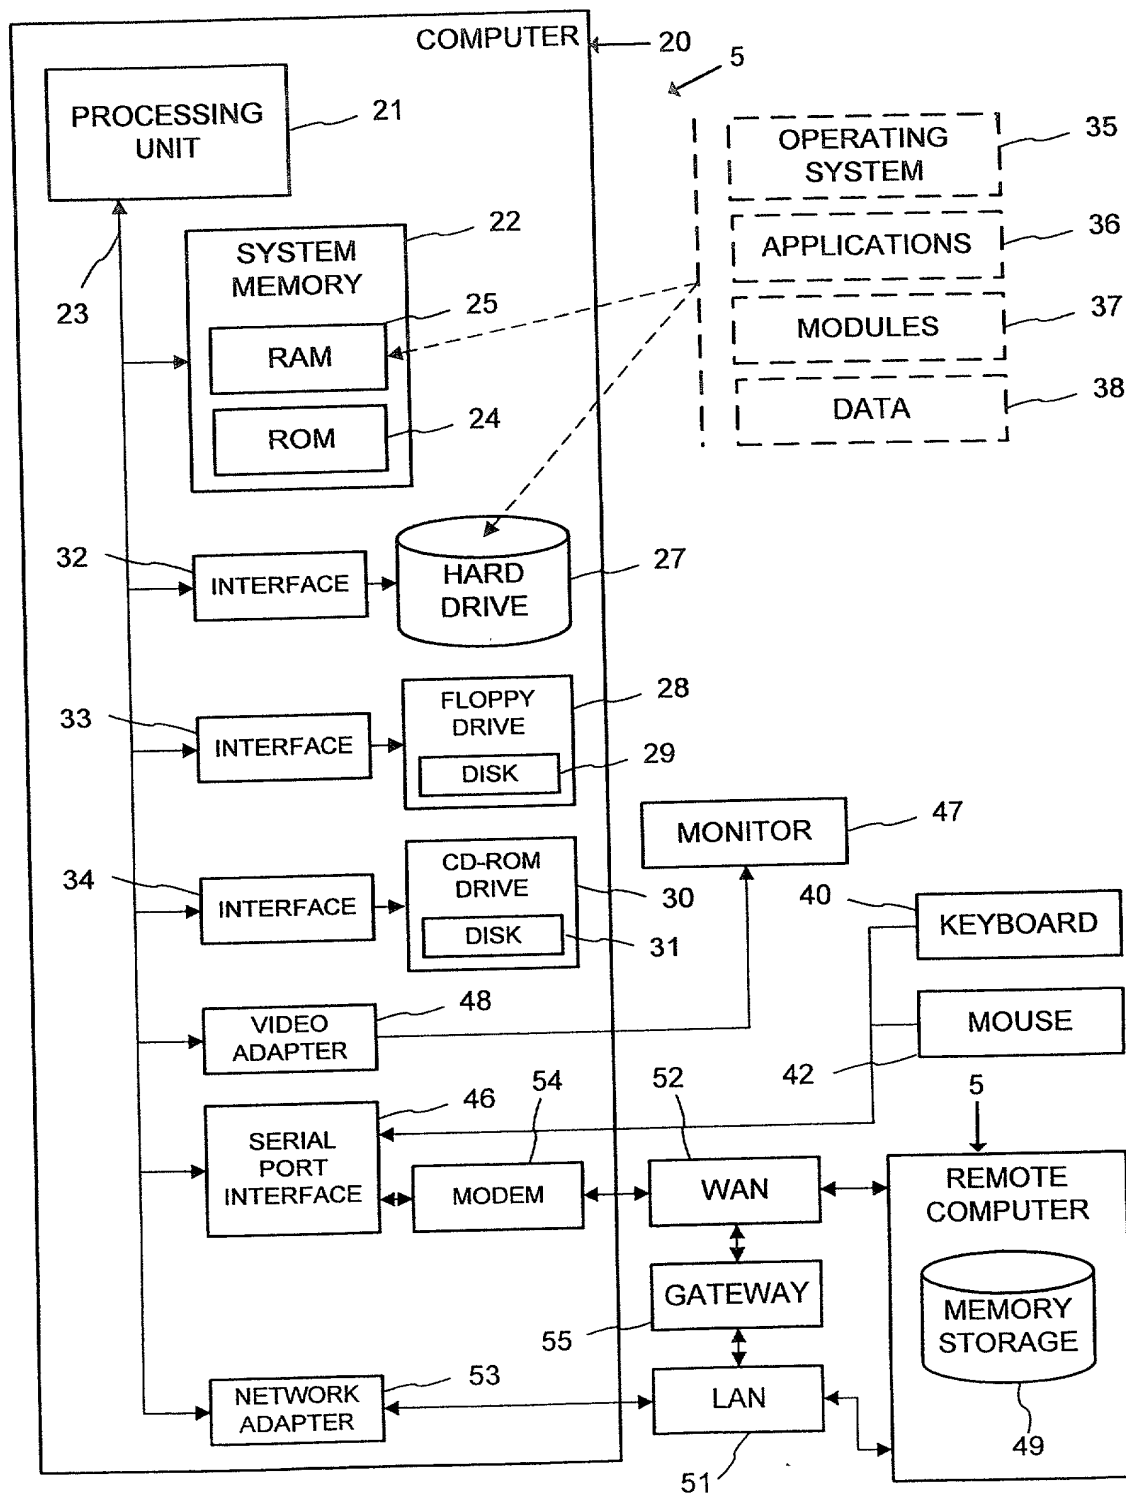 COMPUTER
20
5
PROCESSING
UNIT
21
OPERATING
SYSTEM
35
23
SYSTEM
MEMORY
22
APPLICATIONS
36
RAM
25
MODULES
37
ROM
24
DATA
38
32
INTERFACE
HARD
DRIVE
27
33
INTERFACE
FLOPPY
DRIVE
28
DISK
29
MONITOR
47
34
INTERFACE
CD-ROM
DRIVE
30
DISK
31
40
KEYBOARD
VIDEO
ADAPTER
48
MOUSE
42
SERIAL
PORT
INTERFACE
46
54
MODEM
52
WAN
5
REMOTE
COMPUTER
GATEWAY
55
MEMORY
STORAGE
49
NETWORK
ADAPTER
53
LAN
51